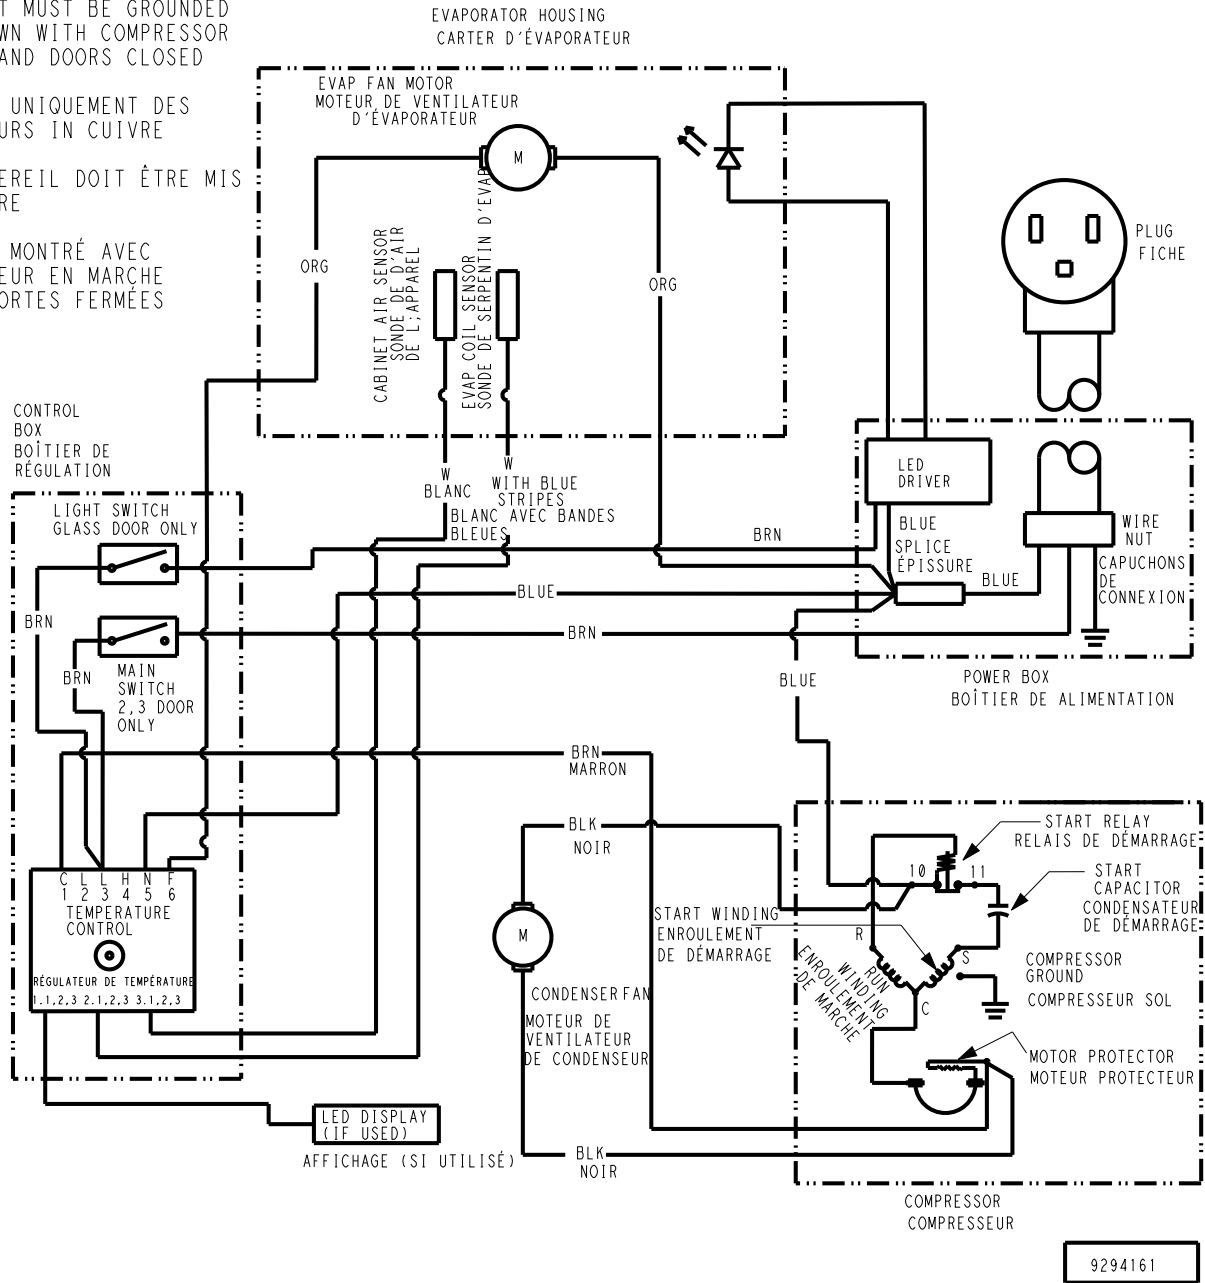 T MUST BE GROUNDED
WN WITH COMPRESSOR
AND DOORS CLOSED
UNIQUEMENT DES
URS IN CUIVRE
EREIL DOIT ÊTRE MIS
RE
MONTRÉ AVEC
EUR EN MARCHE
ORTES FERMÉES
EVAPORATOR HOUSING
CARTER D'ÉVAPORATEUR
EVAP FAN MOTOR
MOTEUR DE VENTILATEUR
D'ÉVAPORATEUR
M
ORG
ORG
CABINET AIR SENSOR
SONDE DE D'AIR
DE L;APPAREL
EVAP COIL SENSOR
SONDE DE SERPENTIN D'EVAP
PLUG
FICHE
CONTROL
BOX
BOÎTIER DE
RÉGULATION
W
BLANC
W
WITH BLUE
STRIPES
BLANC AVEC BANDES
BLEUES
LED
DRIVER
BLUE
SPLICE
ÉPISSURE
BLUE
WIRE
NUT
CAPUCHONS
DE
CONNEXION
LIGHT SWITCH
GLASS DOOR ONLY
BRN
BLUE
BRN
BRN
BRN
MAIN
SWITCH
2,3 DOOR
ONLY
BLUE
POWER BOX
BOÎTIER DE ALIMENTATION
BRN
MARRON
BLK
NOIR
START RELAY
RELAIS DE DÉMARRAGE
10
11
START
CAPACITOR
CONDENSATEUR
DE DÉMARRAGE
C L L H N F
1 2 3 4 5 6
TEMPERATURE
CONTROL
RÉGULATEUR DE TEMPÉRATURE
1.1,2,3 2.1,2,3 3.1,2,3
M
START WINDING
ENROULEMENT
DE DÉMARRAGE
R
S
C
RUN
WINDING
ENROULEMENT
DE MARCHE
COMPRESSOR
GROUND
COMPRESSEUR SOL
CONDENSER FAN
MOTEUR DE
VENTILATEUR
DE CONDENSEUR
MOTOR PROTECTOR
MOTEUR PROTECTEUR
LED DISPLAY
(IF USED)
AFFICHAGE (SI UTILISÉ)
BLK
NOIR
COMPRESSOR
COMPRESSEUR
9294161